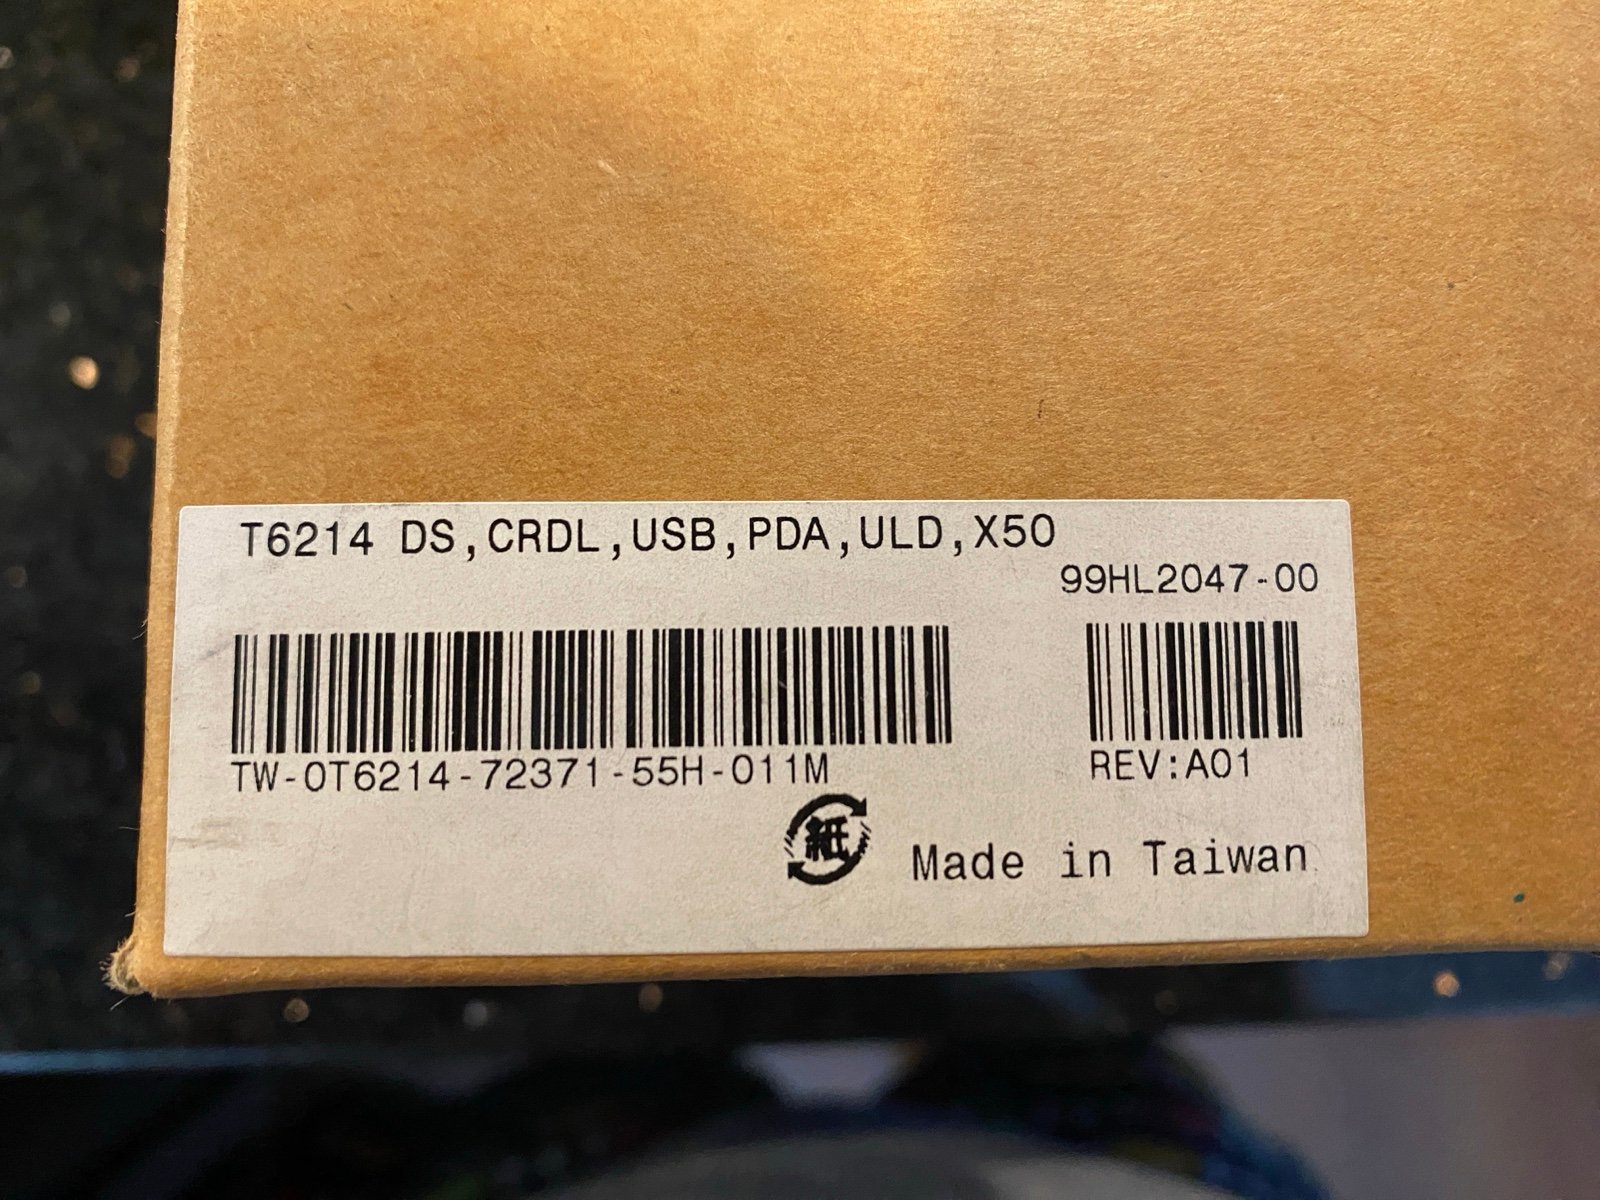 T6214 DS,CRDL,USB,PDA,ULD,X50
99HL2047-00
TW-0T6214-72371-55H-011M
REV:A01
紙
Made in Taiwan